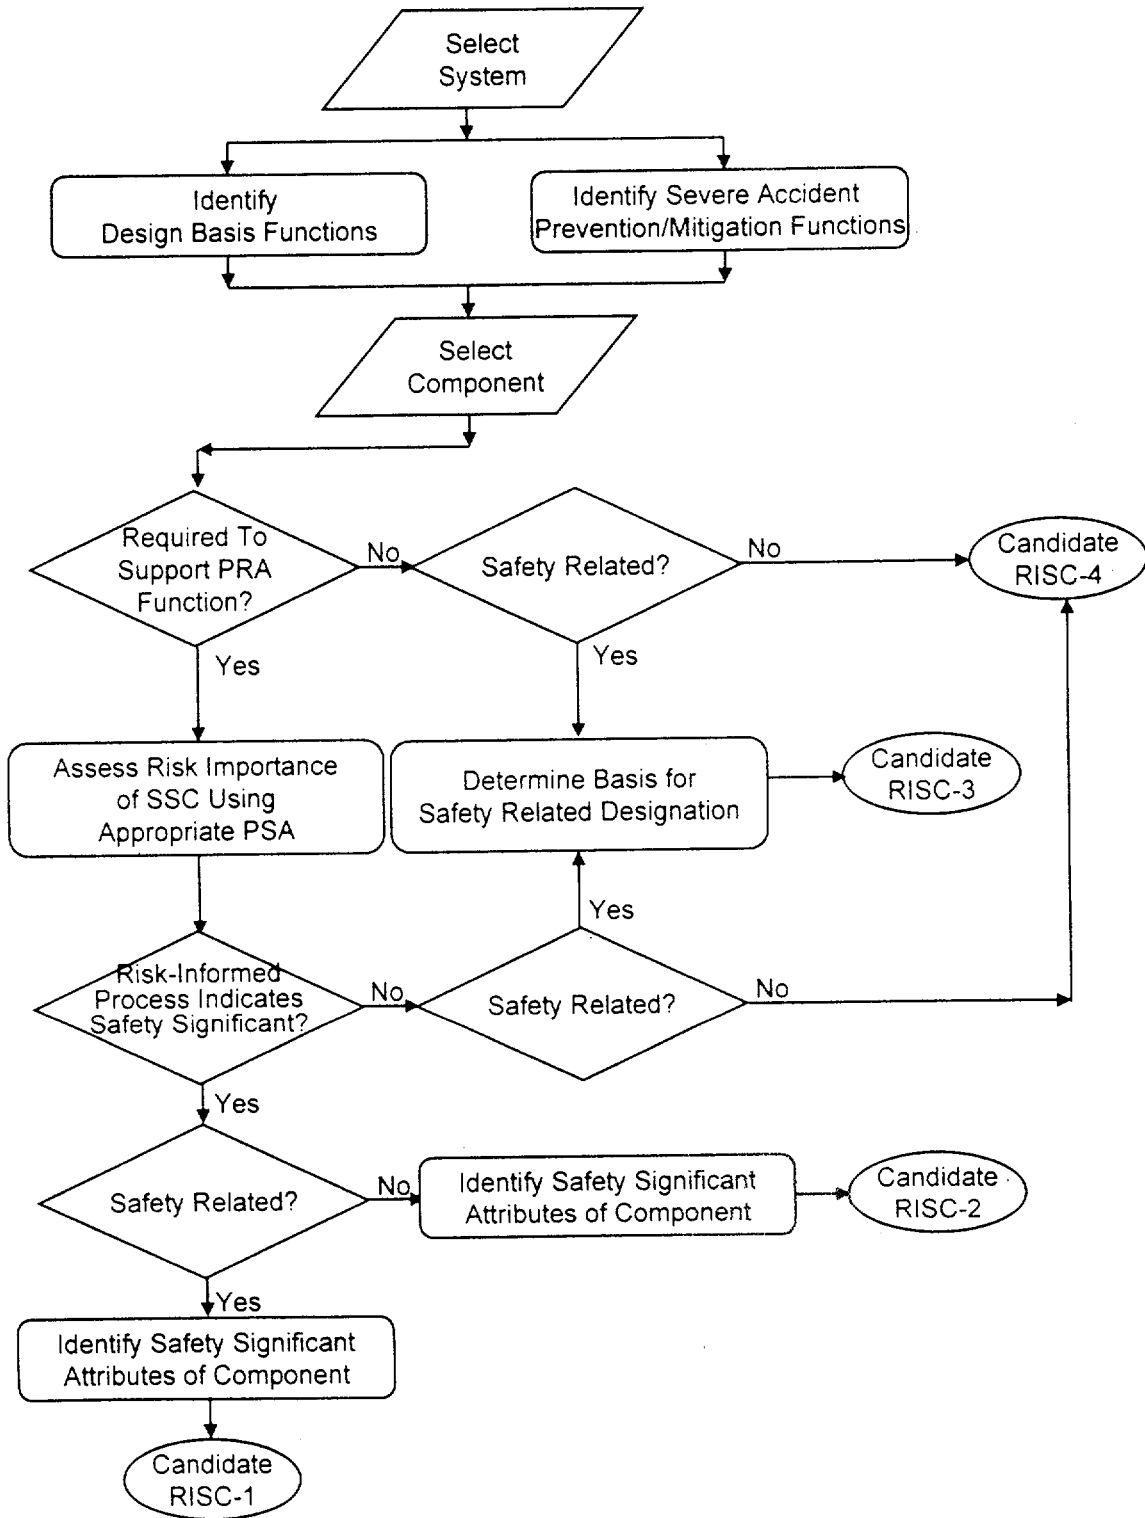 Select
System
Identify
Design Basis Functions
Identify Severe Accident
Prevention/Mitigation Functions
Select
Component
Required To
Support PRA
Function?
No
Safety Related?
No
Candidate
RISC-4
Yes
Yes
Assess Risk Importance
of SSC Using
Appropriate PSA
Determine Basis for
Safety Related Designation
Candidate
RISC-3
Yes
Risk-Informed
Process Indicates
Safety Significant?
No
Safety Related?
No
Yes
Safety Related?
No
Identify Safety Significant
Attributes of Component
Candidate
RISC-2
Yes
Identify Safety Significant
Attributes of Component
Candidate
RISC-1